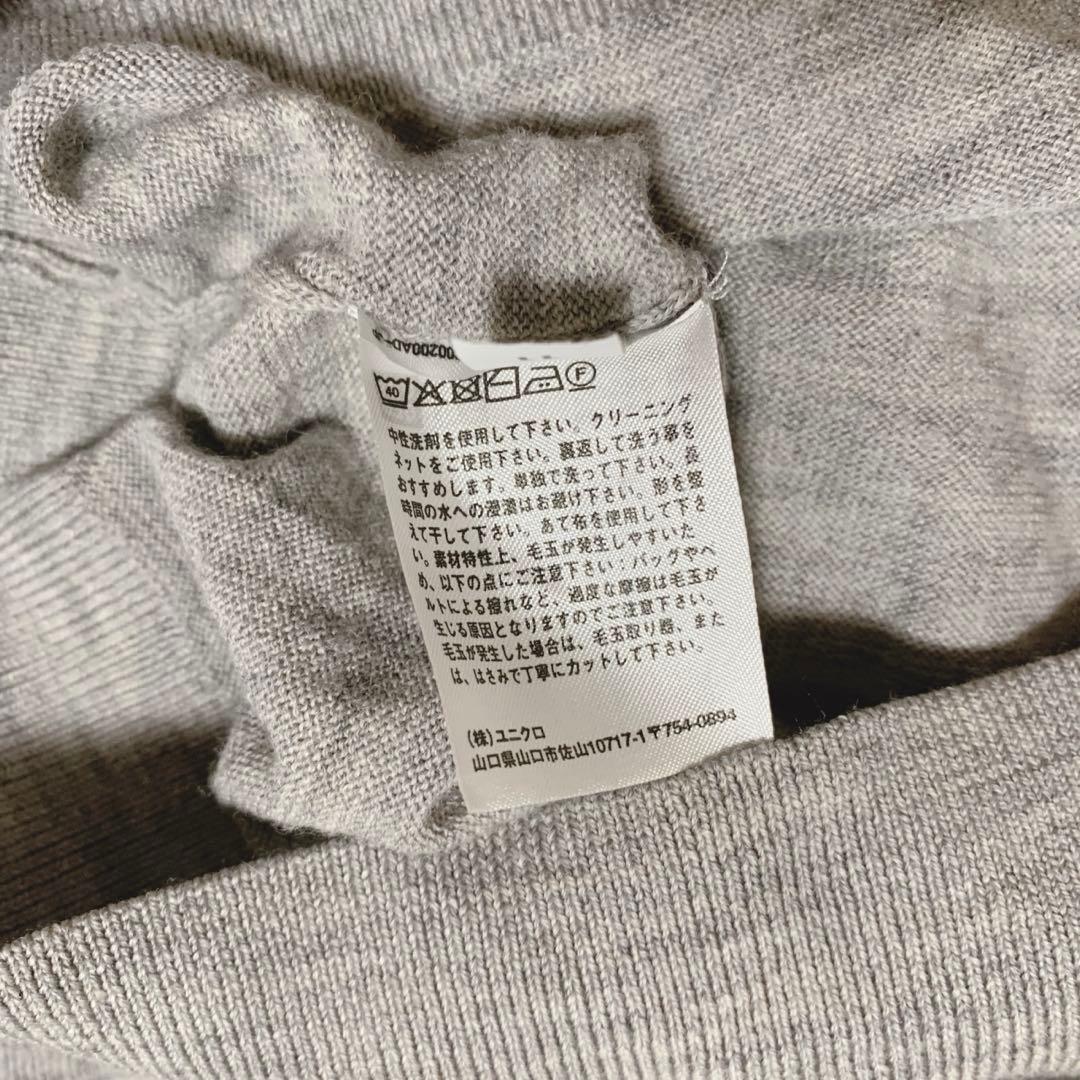 40 F
中性洗剤を使用して下さい。クリーニング
ネットをご使用下さい。裏返して洗う事を
おすすめします。単独で洗って下さい。長
時間の水への浸漬はお避け下さい。形を整
えて干して下さい。あて布を使用して下さ
い。素材特性上、毛玉が発生しやすいた
め、以下の点にご注意下さい：バッグやベ
ルトによる擦れなど、過度な摩擦は毛玉が
生じる原因となりますのでご注意下さい。
毛玉が発生した場合は、毛玉取り器、また
は、はさみで丁寧にカットして下さい。
(株)ユニクロ
山口県山口市佐山10717-1〒754-0894